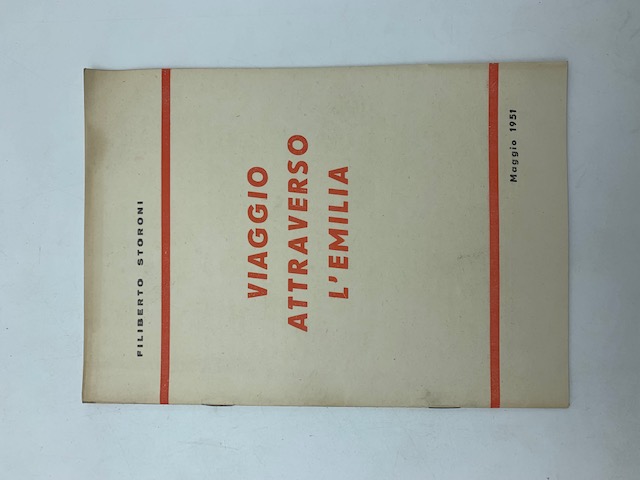 FILIBERTO STORONI
VIAGGIO
ATTRAVERSO
L'EMILIA
Maggio 1951